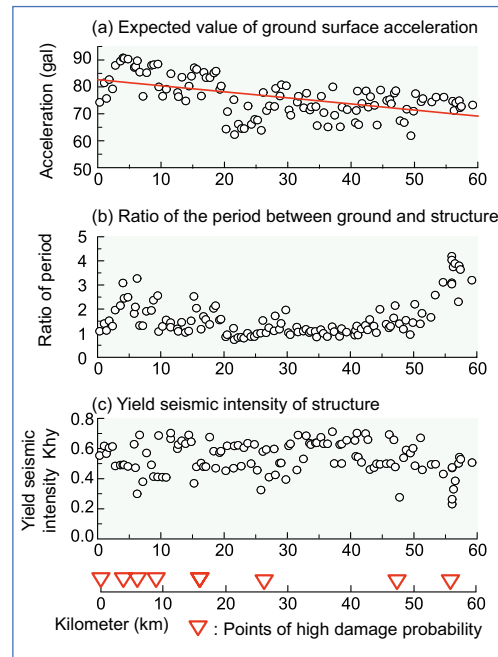 (a) Expected value of ground surface acceleration
Acceleration (gal)
100
90
80
70
60
50
0 10 20 30 40 50 60
(b) Ratio of the period between ground and structure
Ratio of period
5
4
3
2
1
0
0 10 20 30 40 50 60
(c) Yield seismic intensity of structure
Yield seismic
intensity Khy
0.8
0.6
0.4
0.2
0.0
0 10 20 30 40 50 60
0 10 20 30 40 50 60
Kilometer (km)
: Points of high damage probability